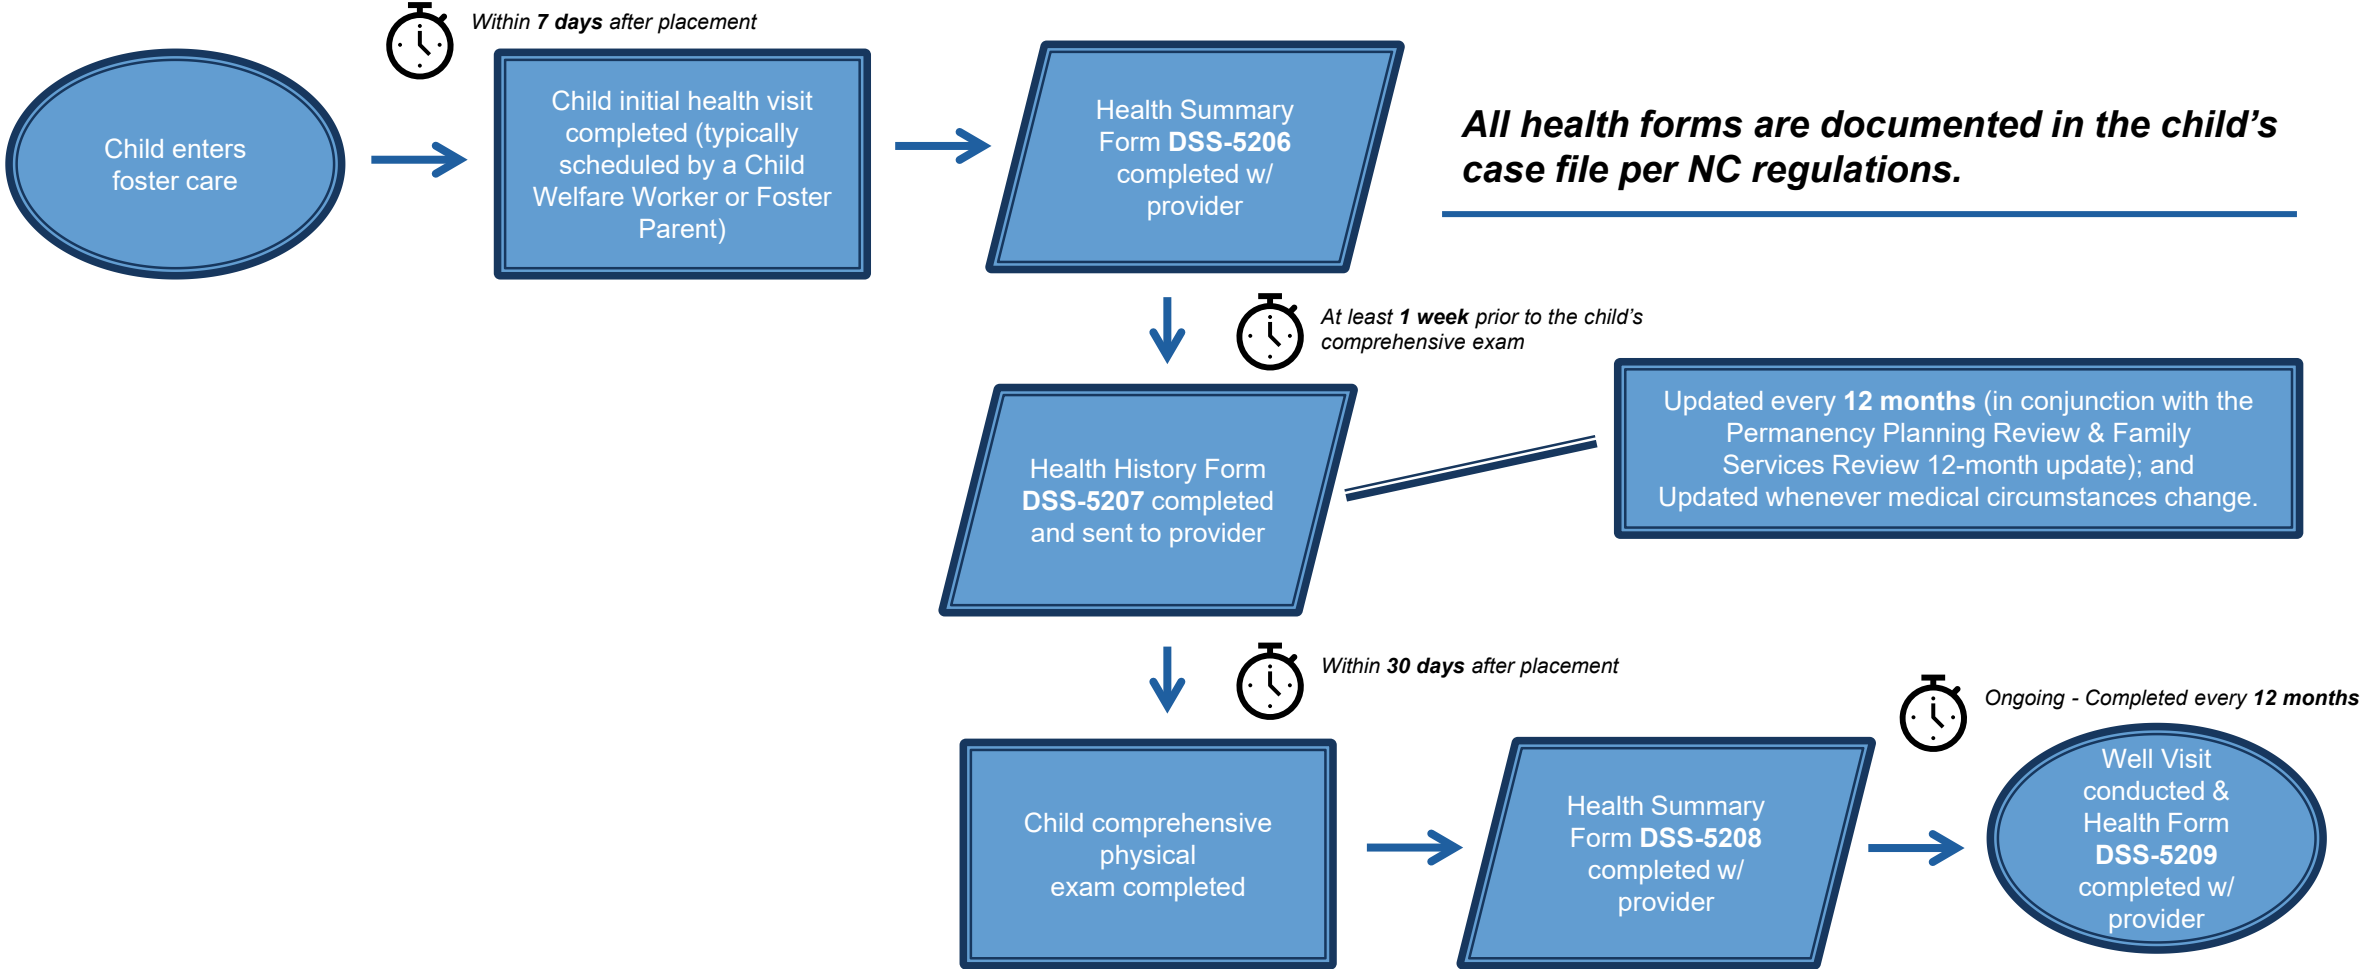 Within 7 days after placement
Child enters
foster care
Child initial health visit
completed (typically
scheduled by a Child
Welfare Worker or Foster
Parent)
Health Summary
Form DSS-5206
completed w/
provider
All health forms are documented in the child's
case file per NC regulations.
At least 1 week prior to the child's
comprehensive exam
Health History Form
DSS-5207 completed
and sent to provider
Updated every 12 months (in conjunction with the
Permanency Planning Review & Family
Services Review 12-month update); and
Updated whenever medical circumstances change.
Within 30 days after placement
Child comprehensive
physical
exam completed
Health Summary
Form DSS-5208
completed w/
provider
Ongoing - Completed every 12 months
Well Visit
conducted &
Health Form
DSS-5209
completed w/
provider